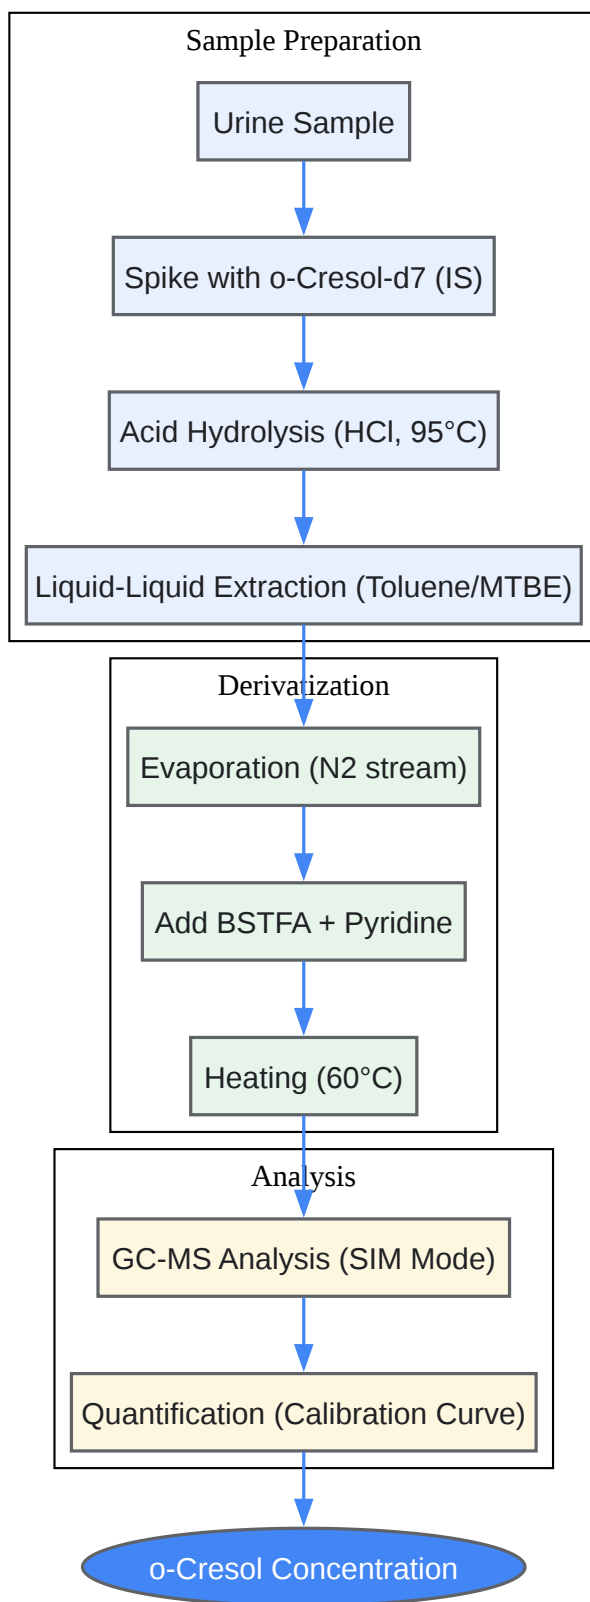 Sample Preparation
Urine Sample
Spike with o-Cresol-d7 (IS)
Acid Hydrolysis (HCl, 95°C)
Liquid-Liquid Extraction (Toluene/MTBE)
Derivatization
Evaporation (N2 stream)
Add BSTFA + Pyridine
Heating (60°C)
Analysis
GC-MS Analysis (SIM Mode)
Quantification (Calibration Curve)
o-Cresol Concentration